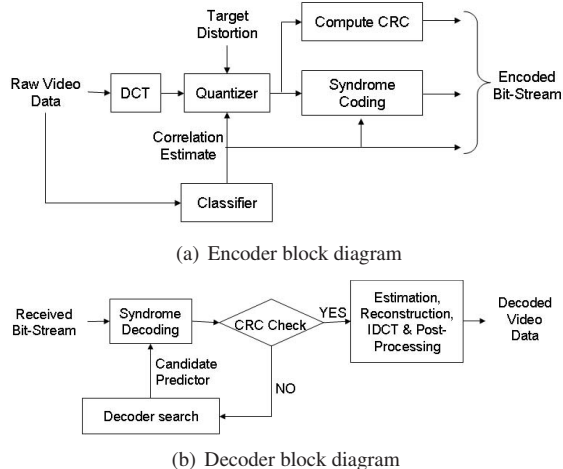 Target
Distortion
Compute CRC
Raw Video
Data
DCT
Quantizer
Syndrome
Coding
Encoded
Bit-Stream
Correlation
Estimate
Classifier
(a) Encoder block diagram
Received
Bit-Stream
Syndrome
Decoding
CRC Check
YES
Estimation,
Reconstruction,
IDCT & Post-
Processing
Decoded
Video
Data
Candidate
Predictor
NO
Decoder search
(b) Decoder block diagram